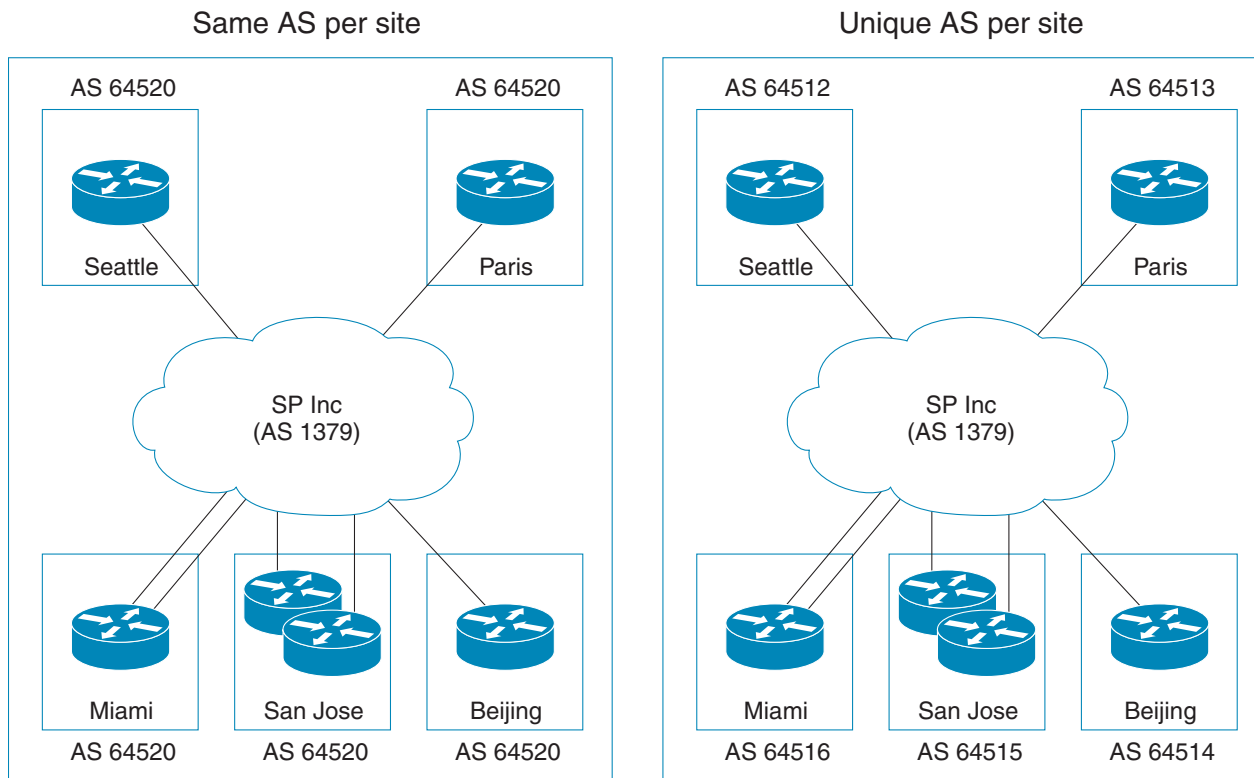 Same AS per site
AS 64520
AS 64520
Seattle
Paris
SP Inc
(AS 1379)
Miami
San Jose
Beijing
AS 64520
AS 64520
AS 64520
Unique AS per site
AS 64512
AS 64513
Seattle
Paris
SP Inc
(AS 1379)
Miami
San Jose
Beijing
AS 64516
AS 64515
AS 64514